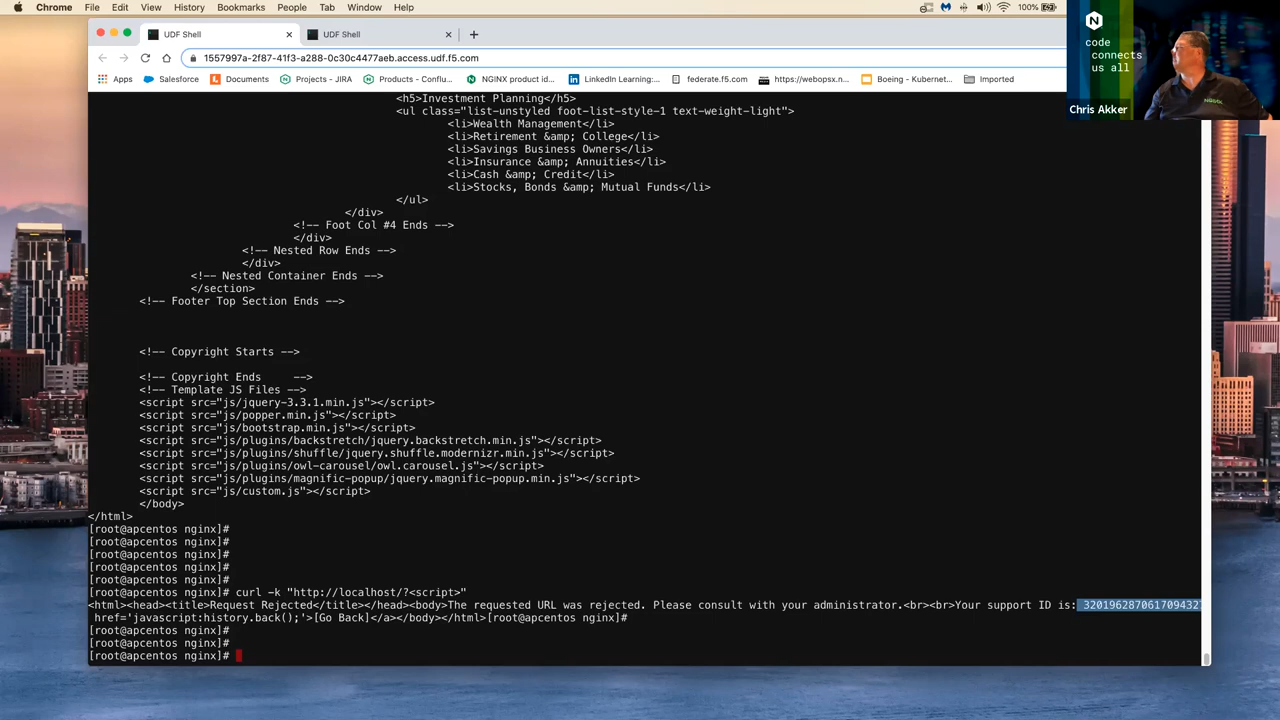 Chrome File Edit View History Bookmarks People Tab Window Help 100%
code
connects
us all
Chris Akker
UDF Shell × UDF Shell × +
1557997a-2f87-41f3-a288-0c30c4477aeb.access.udf.f5.com
Apps Salesforce Documents Projects - JIRA Products - Conflu... NGINX product id... LinkedIn Learning:... federate.f5.com https://webopsx.n... Boeing - Kubernet... Imported
<h5>Investment Planning</h5>
<ul class="list-unstyled foot-list-style-1 text-weight-light">
<li>Wealth Management</li>
<li>Retirement &amp; College</li>
<li>Savings Business Owners</li>
<li>Insurance &amp; Annuities</li>
<li>Cash &amp; Credit</li>
<li>Stocks, Bonds &amp; Mutual Funds</li>
</ul>
</div>
<!-- Foot Col #4 Ends -->
</div>
<!-- Nested Row Ends -->
</div>
<!-- Nested Container Ends -->
</section>
<!-- Footer Top Section Ends -->
<!-- Copyright Starts -->
<!-- Copyright Ends -->
<!-- Template JS Files -->
<script src="js/jquery-3.3.1.min.js"></script>
<script src="js/popper.min.js"></script>
<script src="js/bootstrap.min.js"></script>
<script src="js/plugins/backstretch/jquery.backstretch.min.js"></script>
<script src="js/plugins/shuffle/jquery.shuffle.modernizr.min.js"></script>
<script src="js/plugins/owl-carousel/owl.carousel.js"></script>
<script src="js/plugins/magnific-popup/jquery.magnific-popup.min.js"></script>
<script src="js/custom.js"></script>
</body>
</html>
[root@apcentos nginx]#
[root@apcentos nginx]#
[root@apcentos nginx]#
[root@apcentos nginx]#
[root@apcentos nginx]#
[root@apcentos nginx]# curl -k "http://localhost/?<script>"
<html><head><title>Request Rejected</title></head><body>The requested URL was rejected. Please consult with your administrator.<br><br>Your support ID is: 3201962870617094327
href='javascript:history.back();'>[Go Back]</a></body></html>[root@apcentos nginx]#
[root@apcentos nginx]#
[root@apcentos nginx]#
[root@apcentos nginx]#